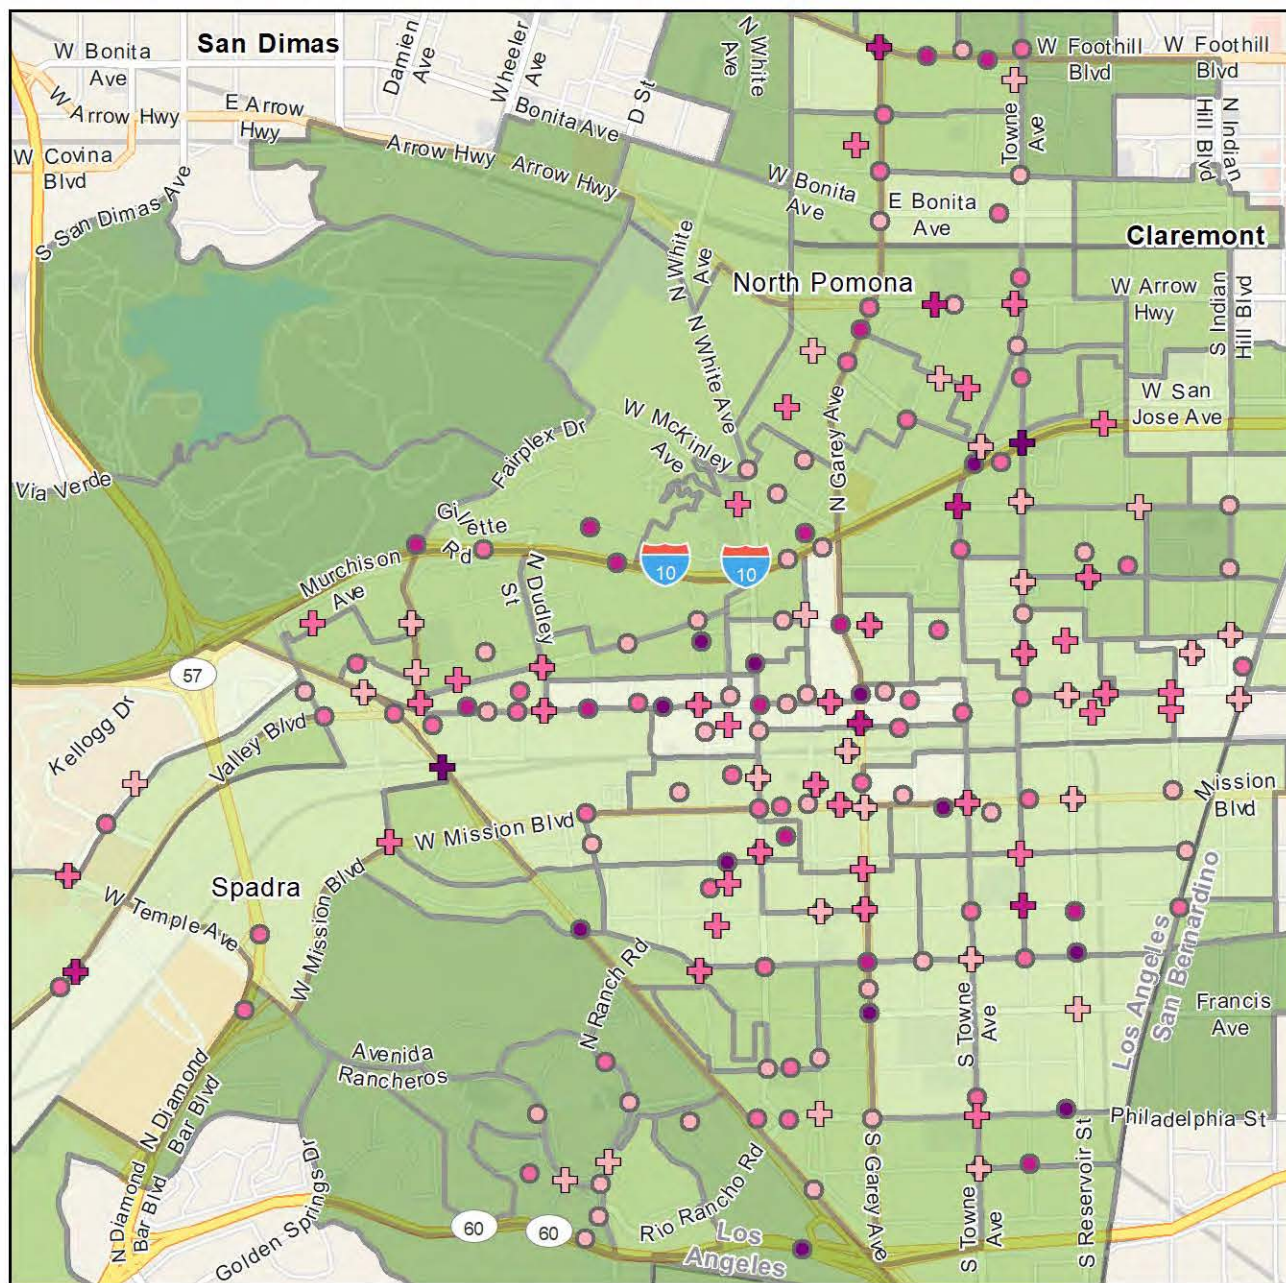 San Dimas
W Bonita
Ave
W Arrow Hwy
E Arrow
Hwy
W Covina
Blvd
S San Dimas Ave
Damien
Ave
Wheeler
Ave
Bonita Ave
D St
Arrow Hwy
Arrow Hwy
N White
Ave
W Foothill
Blvd
W Foothill
Blvd
Towne
Ave
N Indian
Hill Blvd
W Bonita
Ave
E Bonita
Ave
Claremont
N White
Ave
North Pomona
W Arrow
Hwy
S Indian
Hill Blvd
N White Ave
W San
Jose Ave
W McKinley
Ave
N Garey Ave
Fairplex Dr
Via Verde
Gillette
Rd
Murchison
Ave
N Dudley
St
10
10
57
Kellogg Dr
Valley Blvd
Mission
Blvd
W Mission Blvd
Spadra
W Mission Blvd
W Temple Ave
N Ranch Rd
Los Angeles
San Bernardino
Francis
Ave
S Towne
Ave
Avenida
Rancheros
N Diamond
Bar Blvd
Philadelphia St
N Diamond
Bar Blvd
Golden Springs Dr
60
60
Rio Rancho Rd
Los
Angeles
S Garey Ave
S Towne
Ave
S Reservoir St